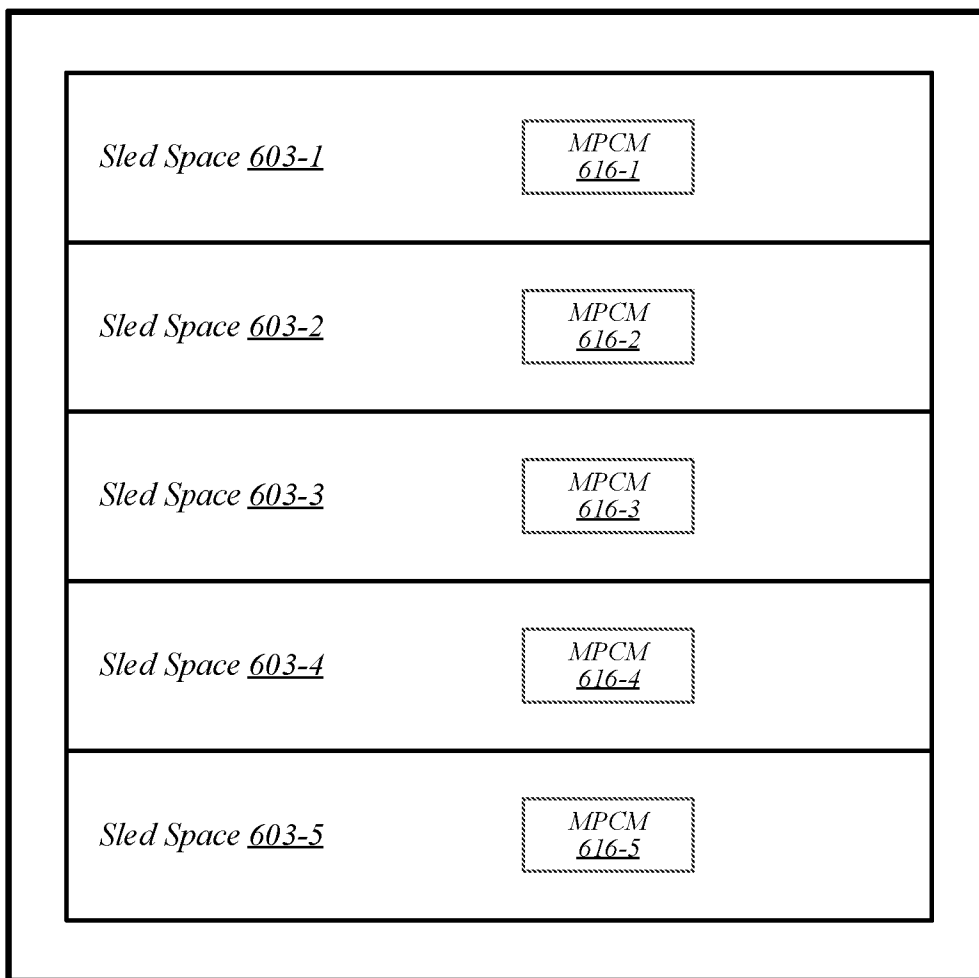 Sled Space 603-1
MPCM
616-1
Sled Space 603-2
MPCM
616-2
Sled Space 603-3
MPCM
616-3
Sled Space 603-4
MPCM
616-4
Sled Space 603-5
MPCM
616-5